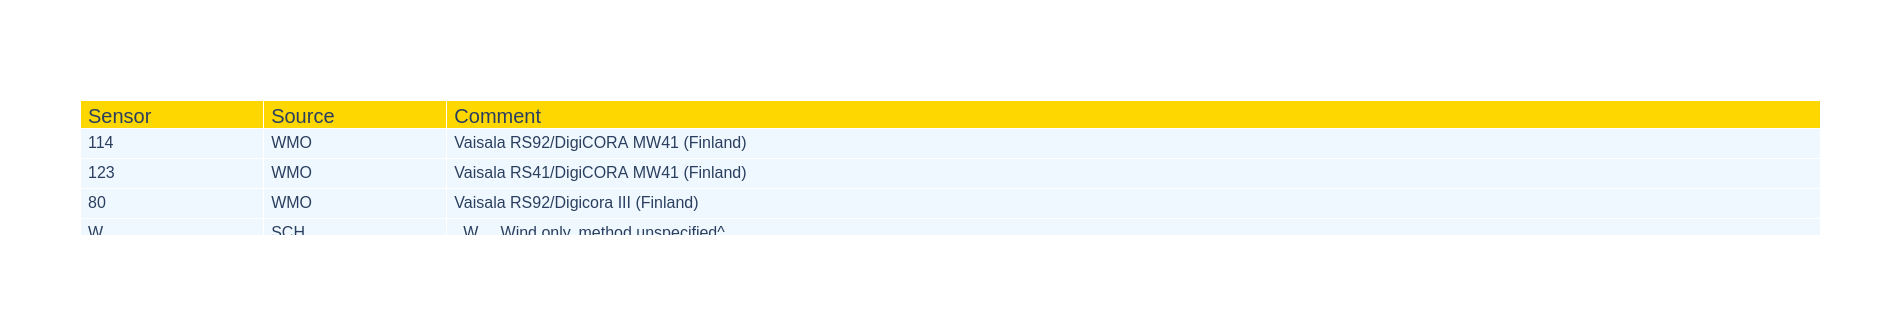 Sensor Source Comment
114 WMO Vaisala RS92/DigiCORA MW41 (Finland)
123 WMO Vaisala RS41/DigiCORA MW41 (Finland)
80 WMO Vaisala RS92/Digicora III (Finland)
W SCH _W__ Wind only, method unspecified^